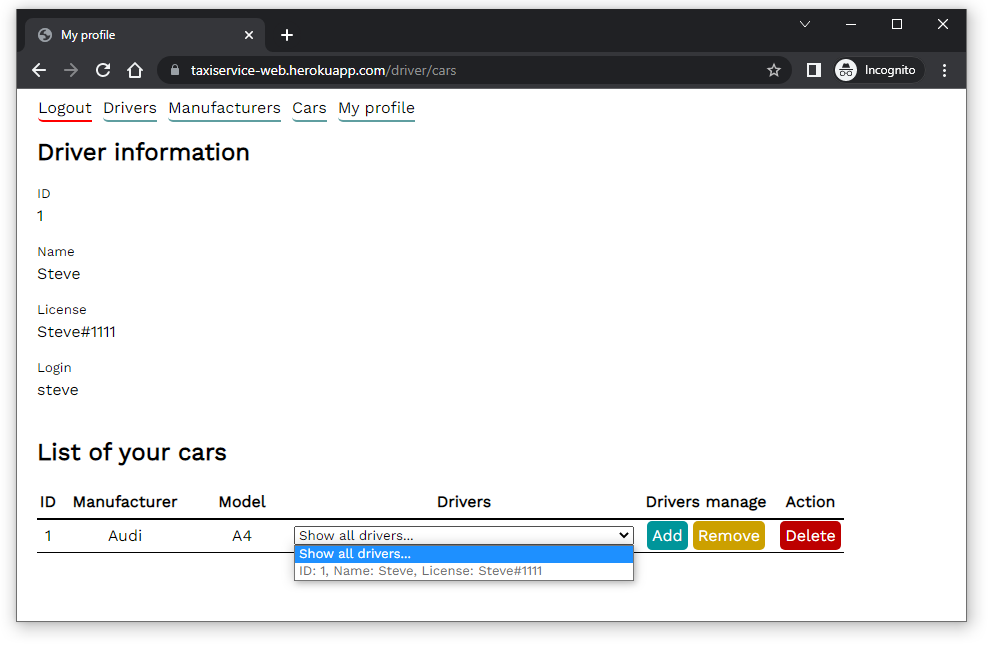 My profile
taxiservice-web.herokuapp.com/driver/cars
Incognito
Logout Drivers Manufacturers Cars My profile
Driver information
ID
1
Name
Steve
License
Steve#1111
Login
steve
List of your cars
ID Manufacturer Model Drivers Drivers manage Action
1 Audi A4 Show all drivers... Add Remove Delete
Show all drivers...
ID: 1, Name: Steve, License: Steve#1111